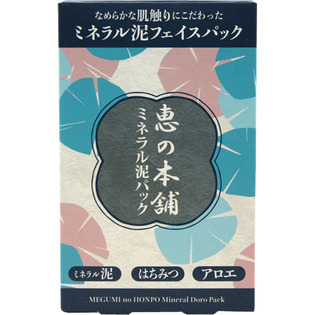 なめらかな肌触りにこだわった
ミネラル泥フェイスパック
恵の本舗
ミネラル泥パック
ミネラル泥
はちみつ
アロエ
MEGUMI no HONPO Mineral Doro Pack